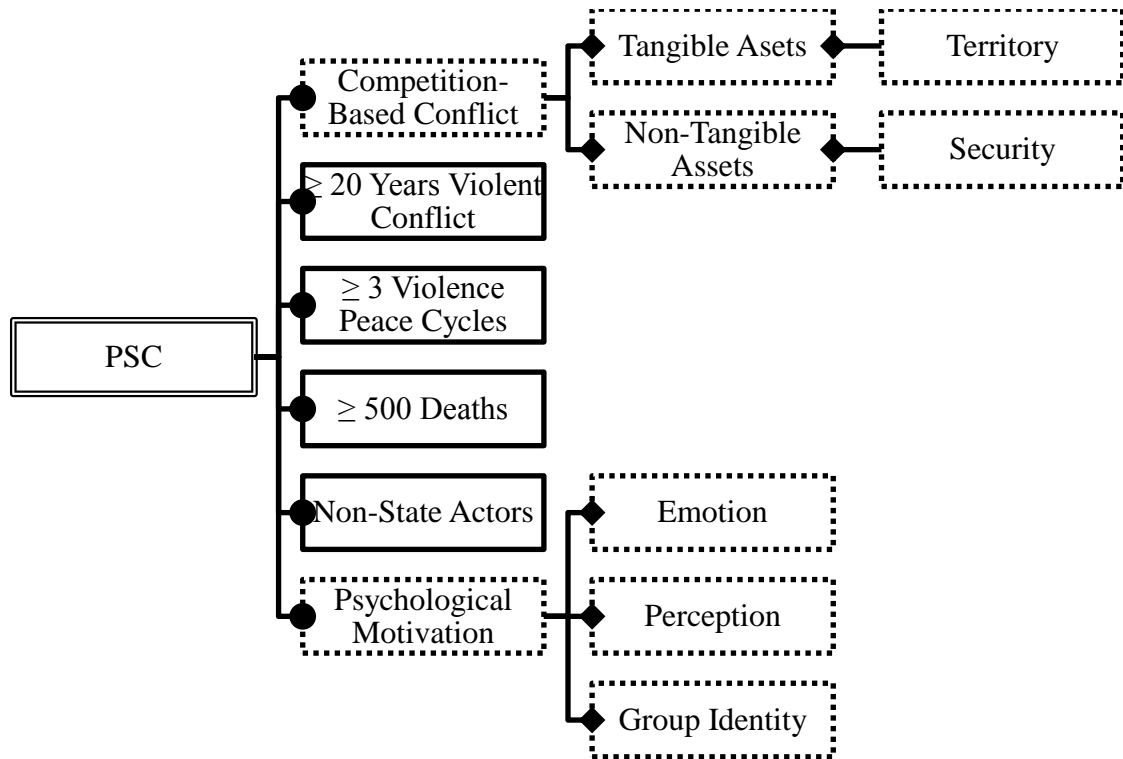 PSC
Competition-
Based Conflict
Tangible Asets
Territory
Non-Tangible
Assets
Security
≥ 20 Years Violent
Conflict
≥ 3 Violence
Peace Cycles
≥ 500 Deaths
Non-State Actors
Psychological
Motivation
Emotion
Perception
Group Identity